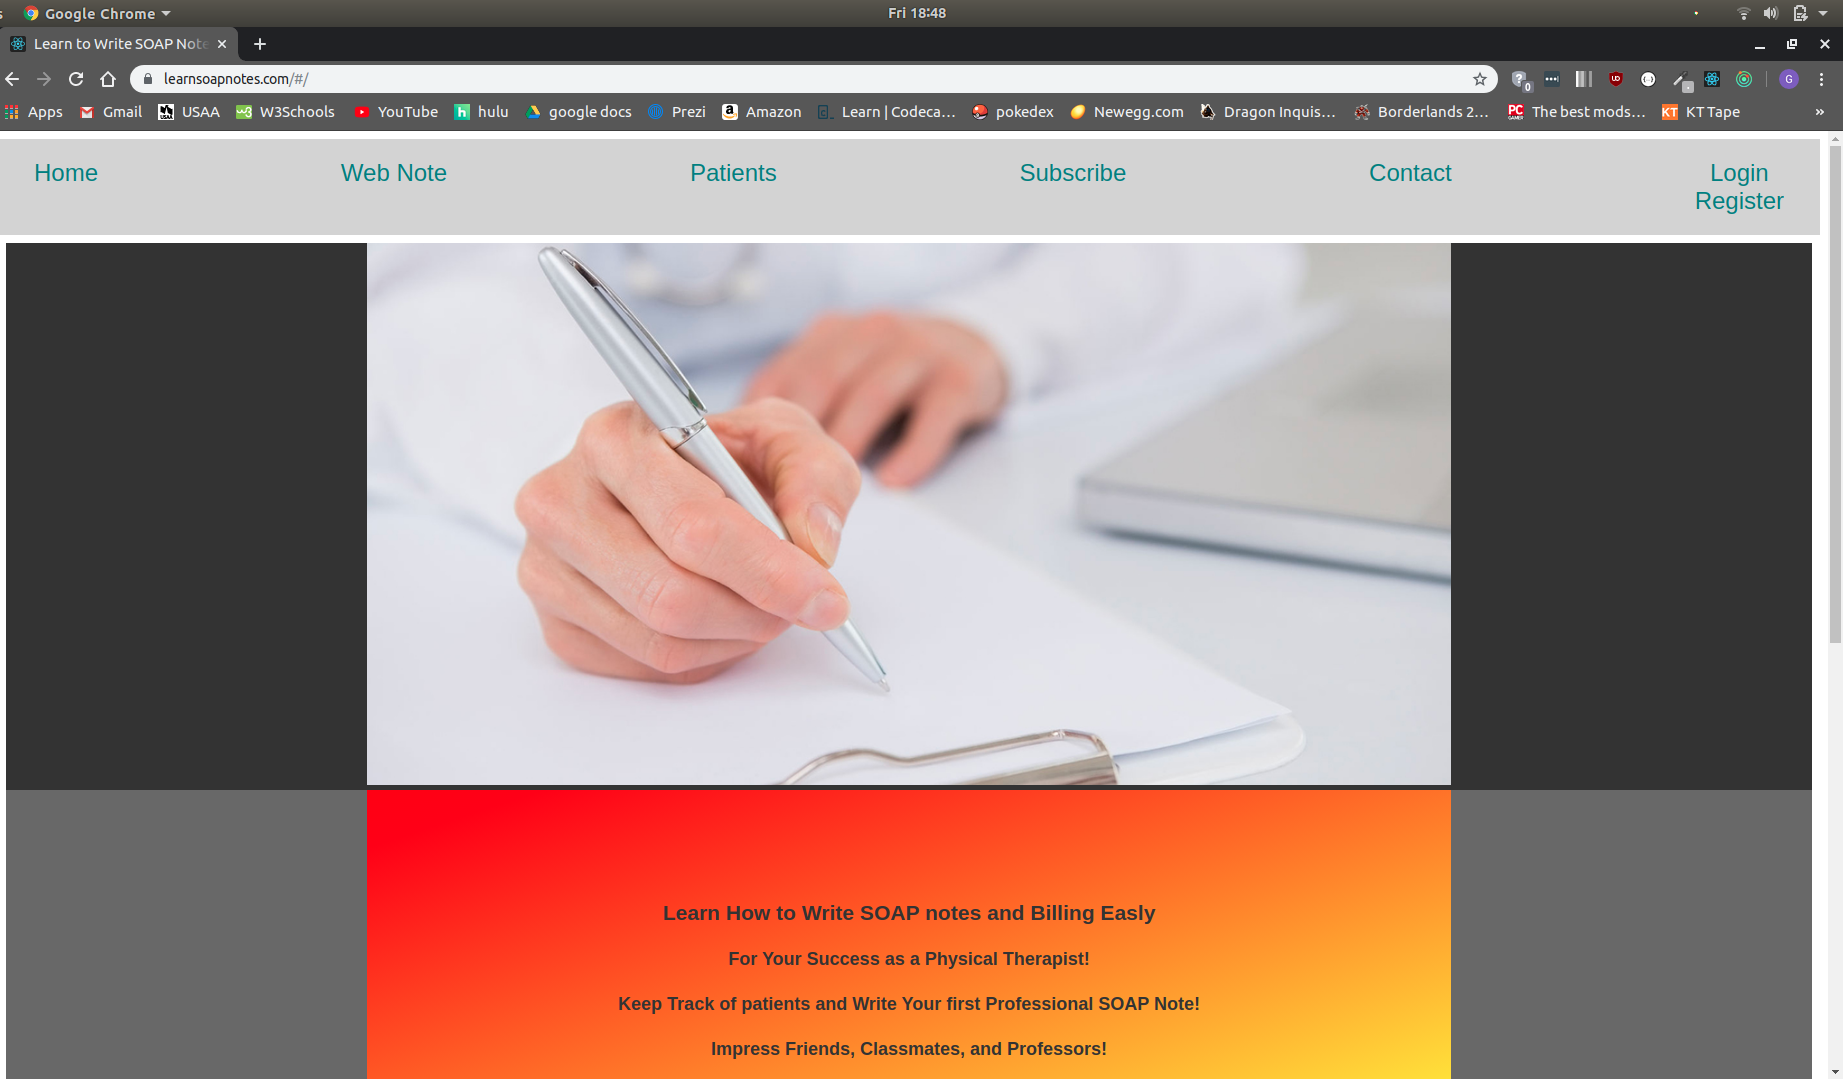 Google Chrome
Fri 18:48
Learn to Write SOAP Note
learnsoapnotes.com/#/
Apps Gmail USAA W3Schools YouTube hulu google docs Prezi Amazon Learn | Codeca... pokedex Newegg.com Dragon Inquis... Borderlands 2... The best mods... KT Tape
Home Web Note Patients Subscribe Contact Login
Register
Learn How to Write SOAP notes and Billing Easly
For Your Success as a Physical Therapist!
Keep Track of patients and Write Your first Professional SOAP Note!
Impress Friends, Classmates, and Professors!